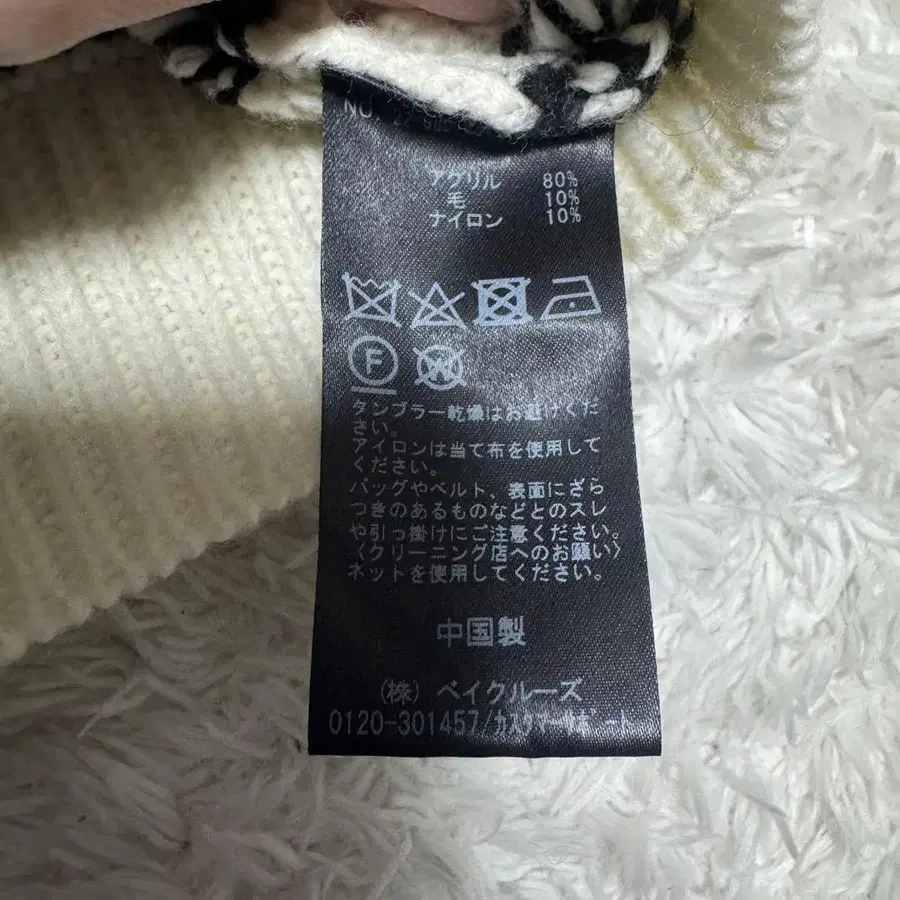 NO.
アクリル 80%
毛 10%
ナイロン 10%
F
W
タンブラー乾燥はお避けくだ
さい。
アイロンは当て布を使用して
ください。
バッグやベルト、表面にざら
つきのあるものなどとのスレ
や引っ掛けにご注意ください。
〈クリーニング店へのお願い〉
ネットを使用してください。
中国製
(株) ベイクルーズ
0120-301457/カスタマーサポート